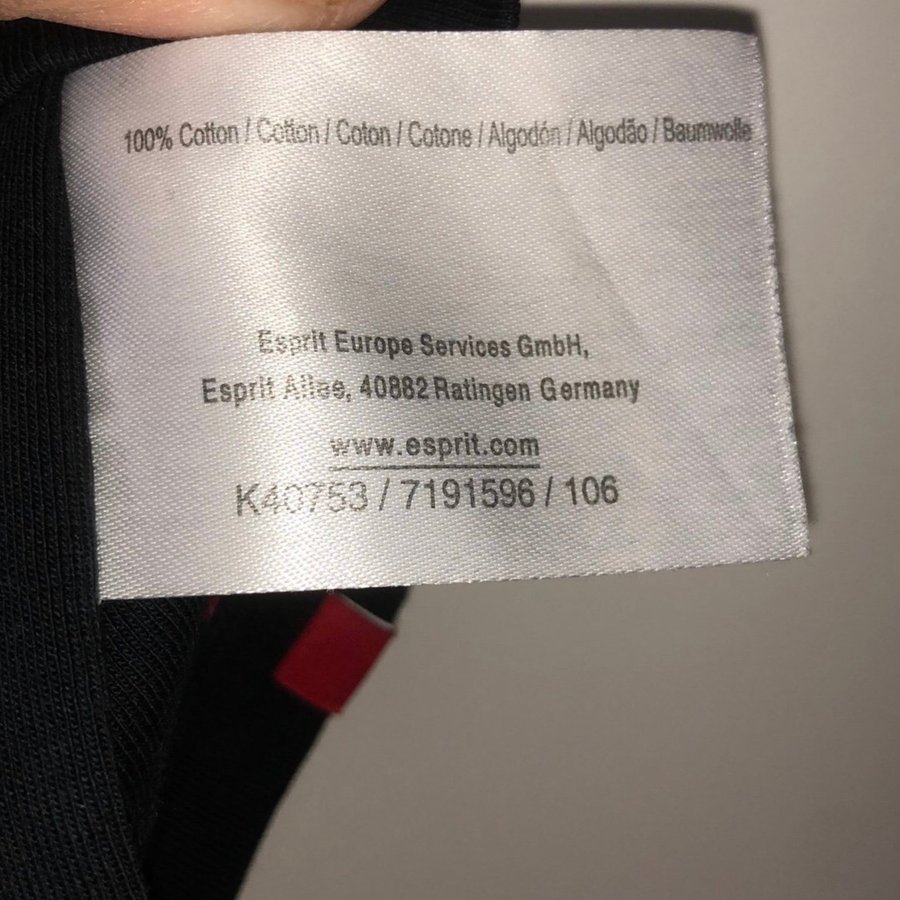 100% Cotton / Cotton / Coton / Cotone / Algodón / Algodão / Baumwolle
Esprit Europe Services GmbH,
Esprit Allee, 40882 Ratingen Germany
www.esprit.com
K40753 / 7191596 / 106